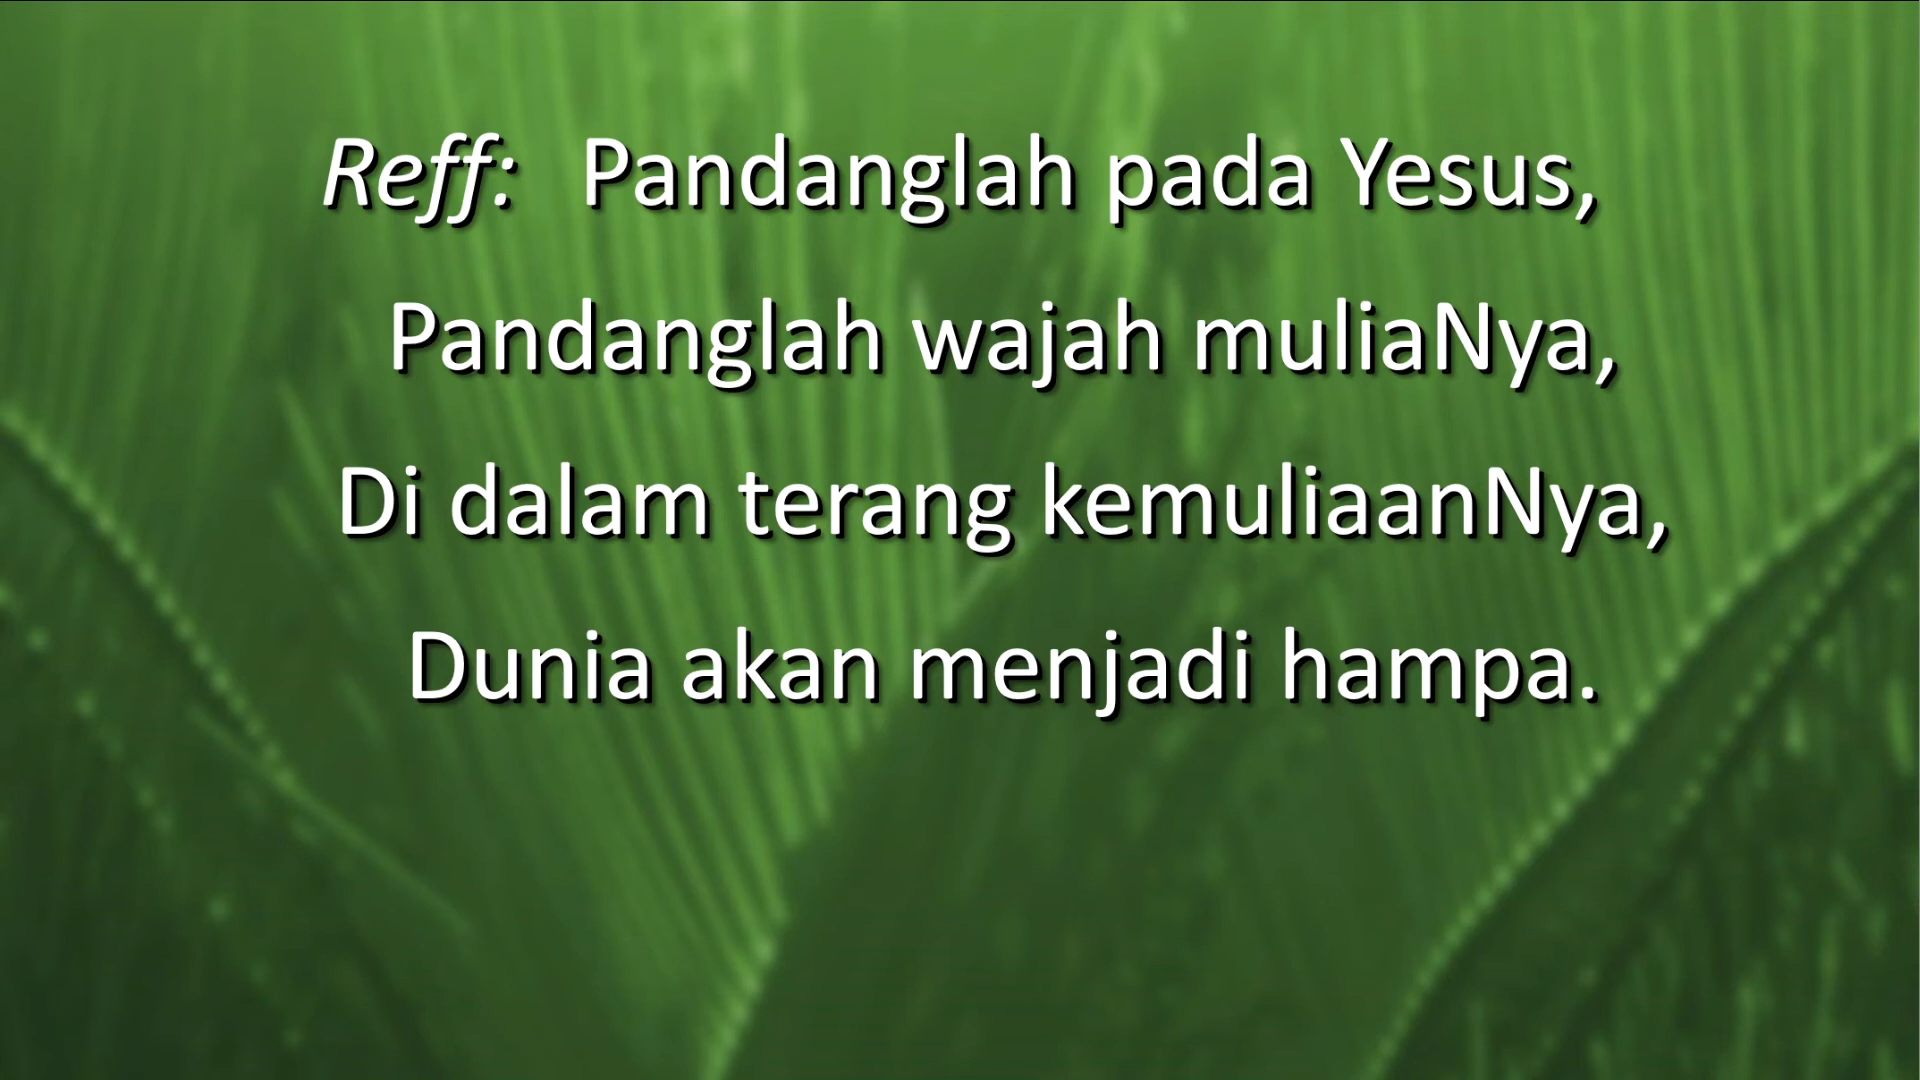 Reff: Pandanglah pada Yesus,
Pandanglah wajah muliaNya,
Di dalam terang kemuliaanNya,
Dunia akan menjadi hampa.